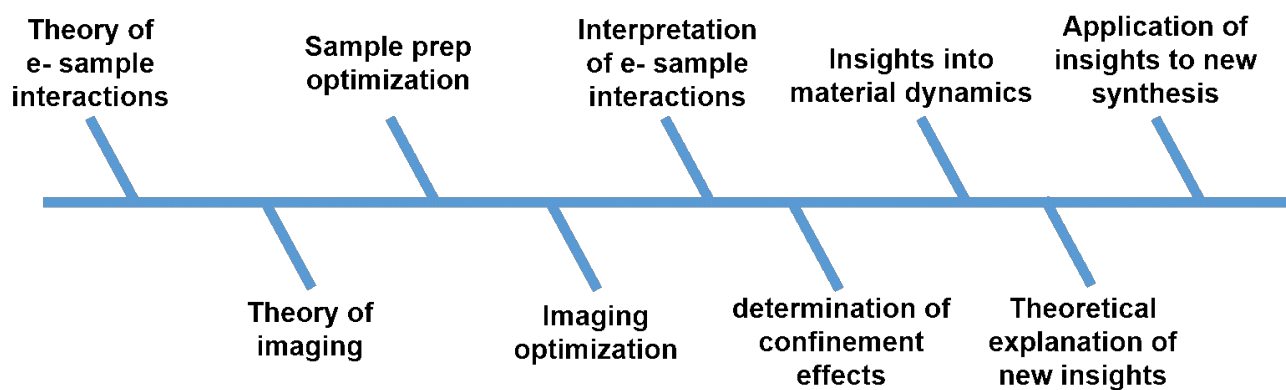 Theory of
e- sample
interactions
Sample prep
optimization
Interpretation
of e- sample
interactions
Insights into
material dynamics
Application of
insights to new
synthesis
Theory of
imaging
Imaging
optimization
determination of
confinement
effects
Theoretical
explanation of
new insights